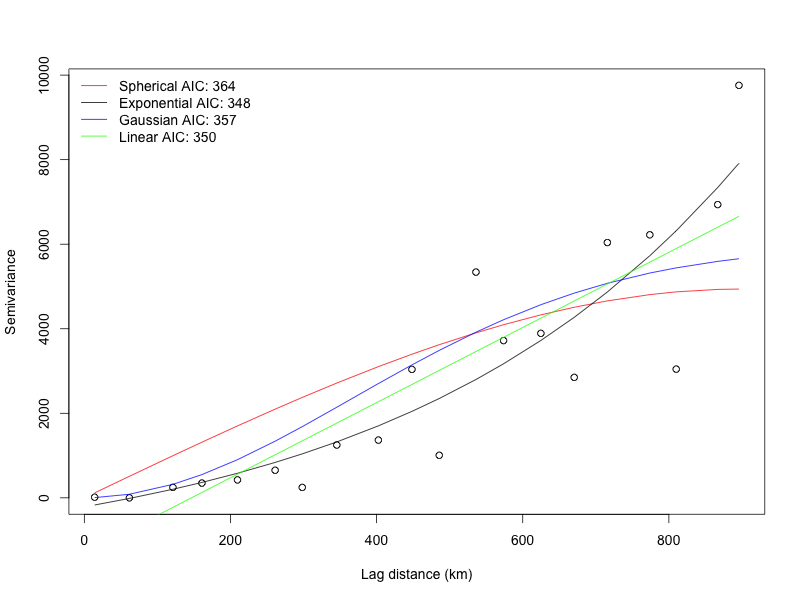 Spherical AIC: 364
Exponential AIC: 348
Gaussian AIC: 357
Linear AIC: 350
10000
8000
6000
4000
2000
0
Semivariance
0 200 400 600 800
Lag distance (km)